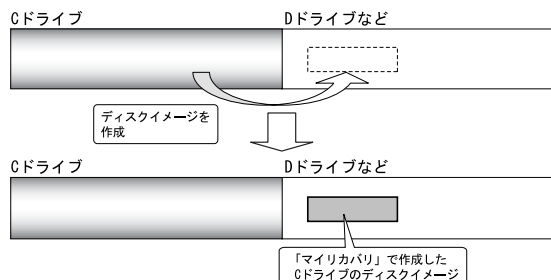 Cドライブ
Dドライブなど
ディスクイメージを
作成
Cドライブ
Dドライブなど
「マイリカバリ」で作成した
Cドライブのディスクイメージ